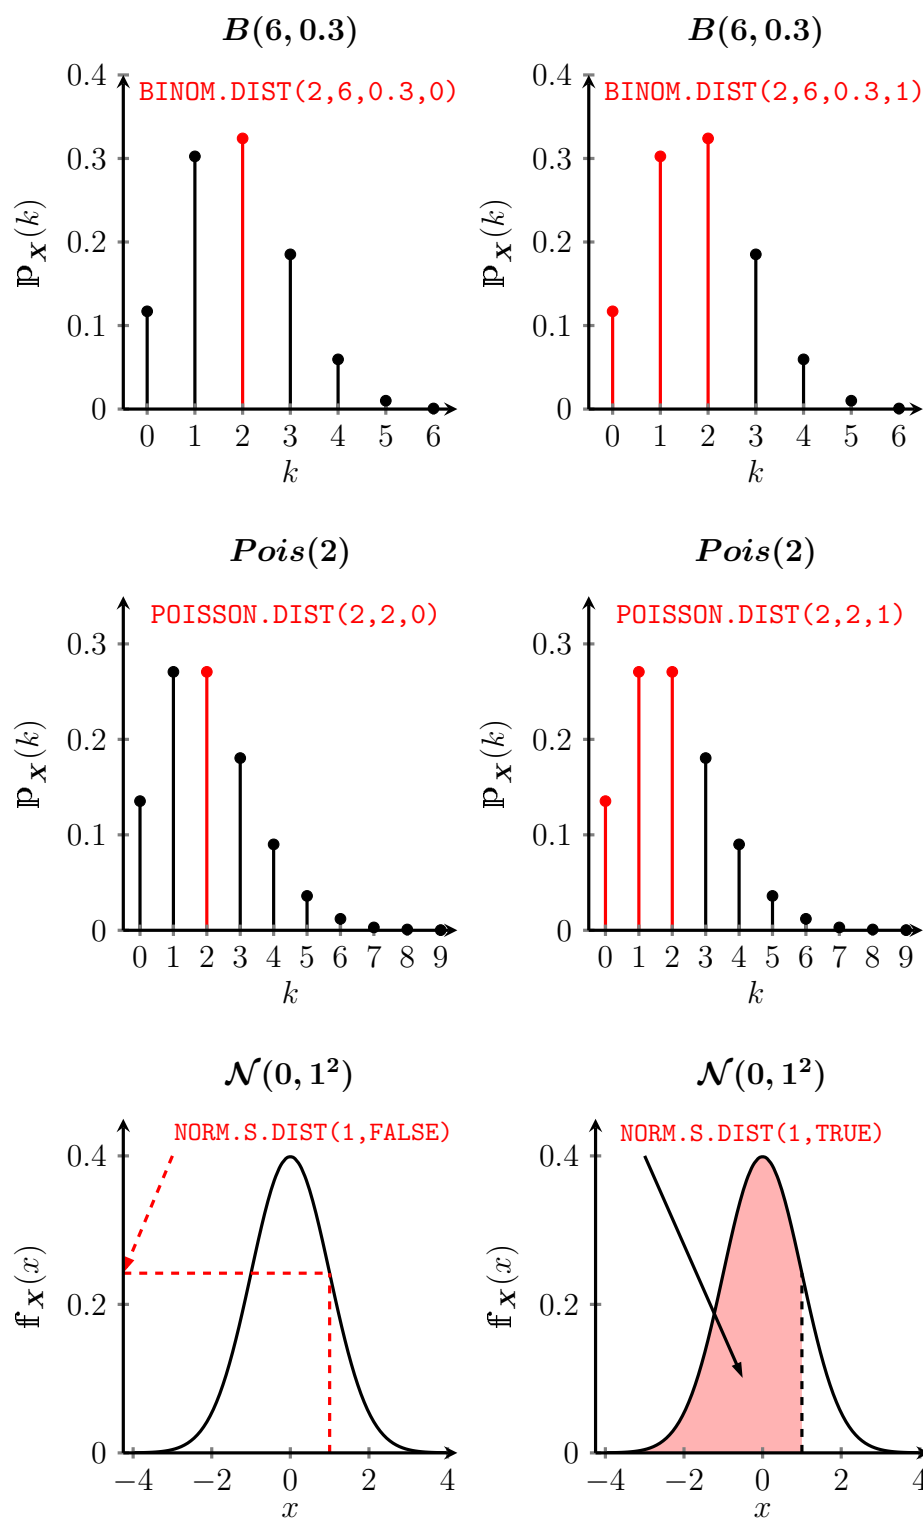 B(6, 0.3)
BINOM.DIST(2,6,0.3,0)
0.4
0.3
0.2
0.1
0
ℙ_X(k)
0 1 2 3 4 5 6
k
B(6, 0.3)
BINOM.DIST(2,6,0.3,1)
0.4
0.3
0.2
0.1
0
ℙ_X(k)
0 1 2 3 4 5 6
k
Pois(2)
POISSON.DIST(2,2,0)
0.3
0.2
0.1
0
ℙ_X(k)
0 1 2 3 4 5 6 7 8 9
k
Pois(2)
POISSON.DIST(2,2,1)
0.3
0.2
0.1
0
ℙ_X(k)
0 1 2 3 4 5 6 7 8 9
k
𝒩(0, 1²)
NORM.S.DIST(1,FALSE)
0.4
0.2
0
𝕗_X(x)
−4 −2 0 2 4
x
𝒩(0, 1²)
NORM.S.DIST(1,TRUE)
0.4
0.2
0
𝕗_X(x)
−4 −2 0 2 4
x